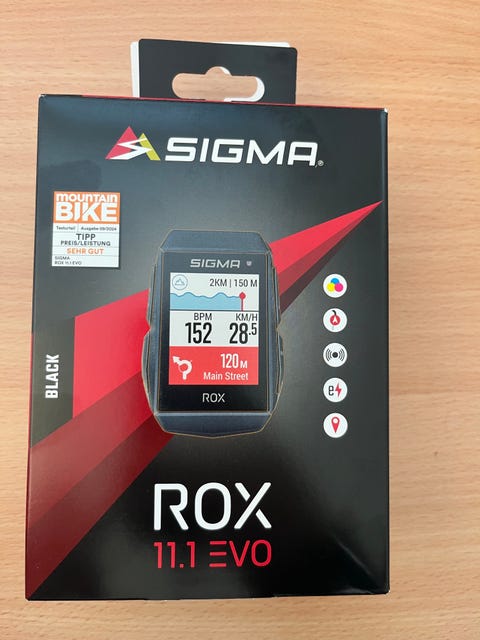 SIGMA
mountain
BIKE
Testurteil Ausgabe 09/2024
TIPP
PREIS/LEISTUNG
SEHR GUT
SIGMA
ROX 11.1 EVO
BLACK
SIGMA
2KM | 150 M
BPM KM/H
152 28.5
120 M
Main Street
ROX
e
ROX
11.1 EVO